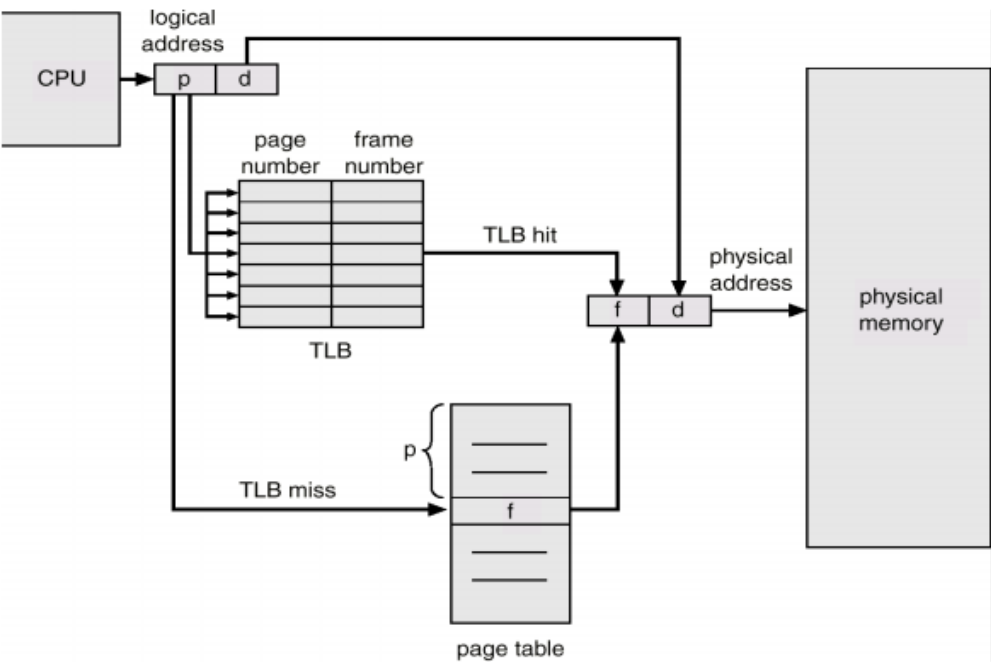 logical
address
CPU
p
d
page
number
frame
number
TLB hit
physical
address
f
d
physical
memory
TLB
p
TLB miss
f
page table